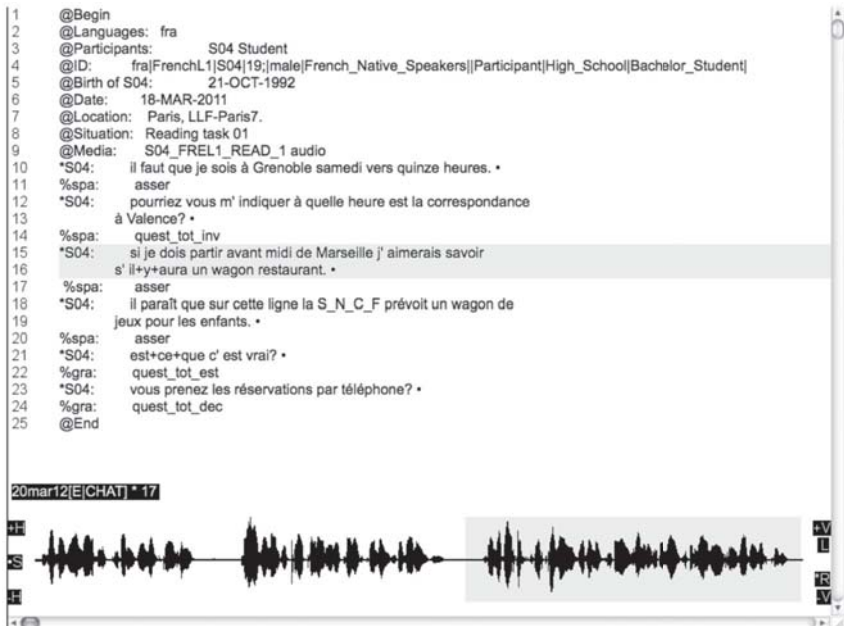 1 @Begin
2 @Languages: fra
3 @Participants: S04 Student
4 @ID: fra|FrenchL1|S04|19;|male|French_Native_Speakers||Participant|High_School|Bachelor_Student|
5 @Birth of S04: 21-OCT-1992
6 @Date: 18-MAR-2011
7 @Location: Paris, LLF-Paris7.
8 @Situation: Reading task 01
9 @Media: S04_FREL1_READ_1 audio
10 *S04: il faut que je sois à Grenoble samedi vers quinze heures. •
11 %spa: asser
12 *S04: pourriez vous m' indiquer à quelle heure est la correspondance
13 à Valence? •
14 %spa: quest_tot_inv
15 *S04: si je dois partir avant midi de Marseille j' aimerais savoir
16 s' il+y+aura un wagon restaurant. •
17 %spa: asser
18 *S04: il paraît que sur cette ligne la S_N_C_F prévoit un wagon de
19 jeux pour les enfants. •
20 %spa: asser
21 *S04: est+ce+que c' est vrai? •
22 %gra: quest_tot_est
23 *S04: vous prenez les réservations par téléphone? •
24 %gra: quest_tot_dec
25 @End
20mar12[E|CHAT] * 17
+H +V
L
*S *R
-H -V